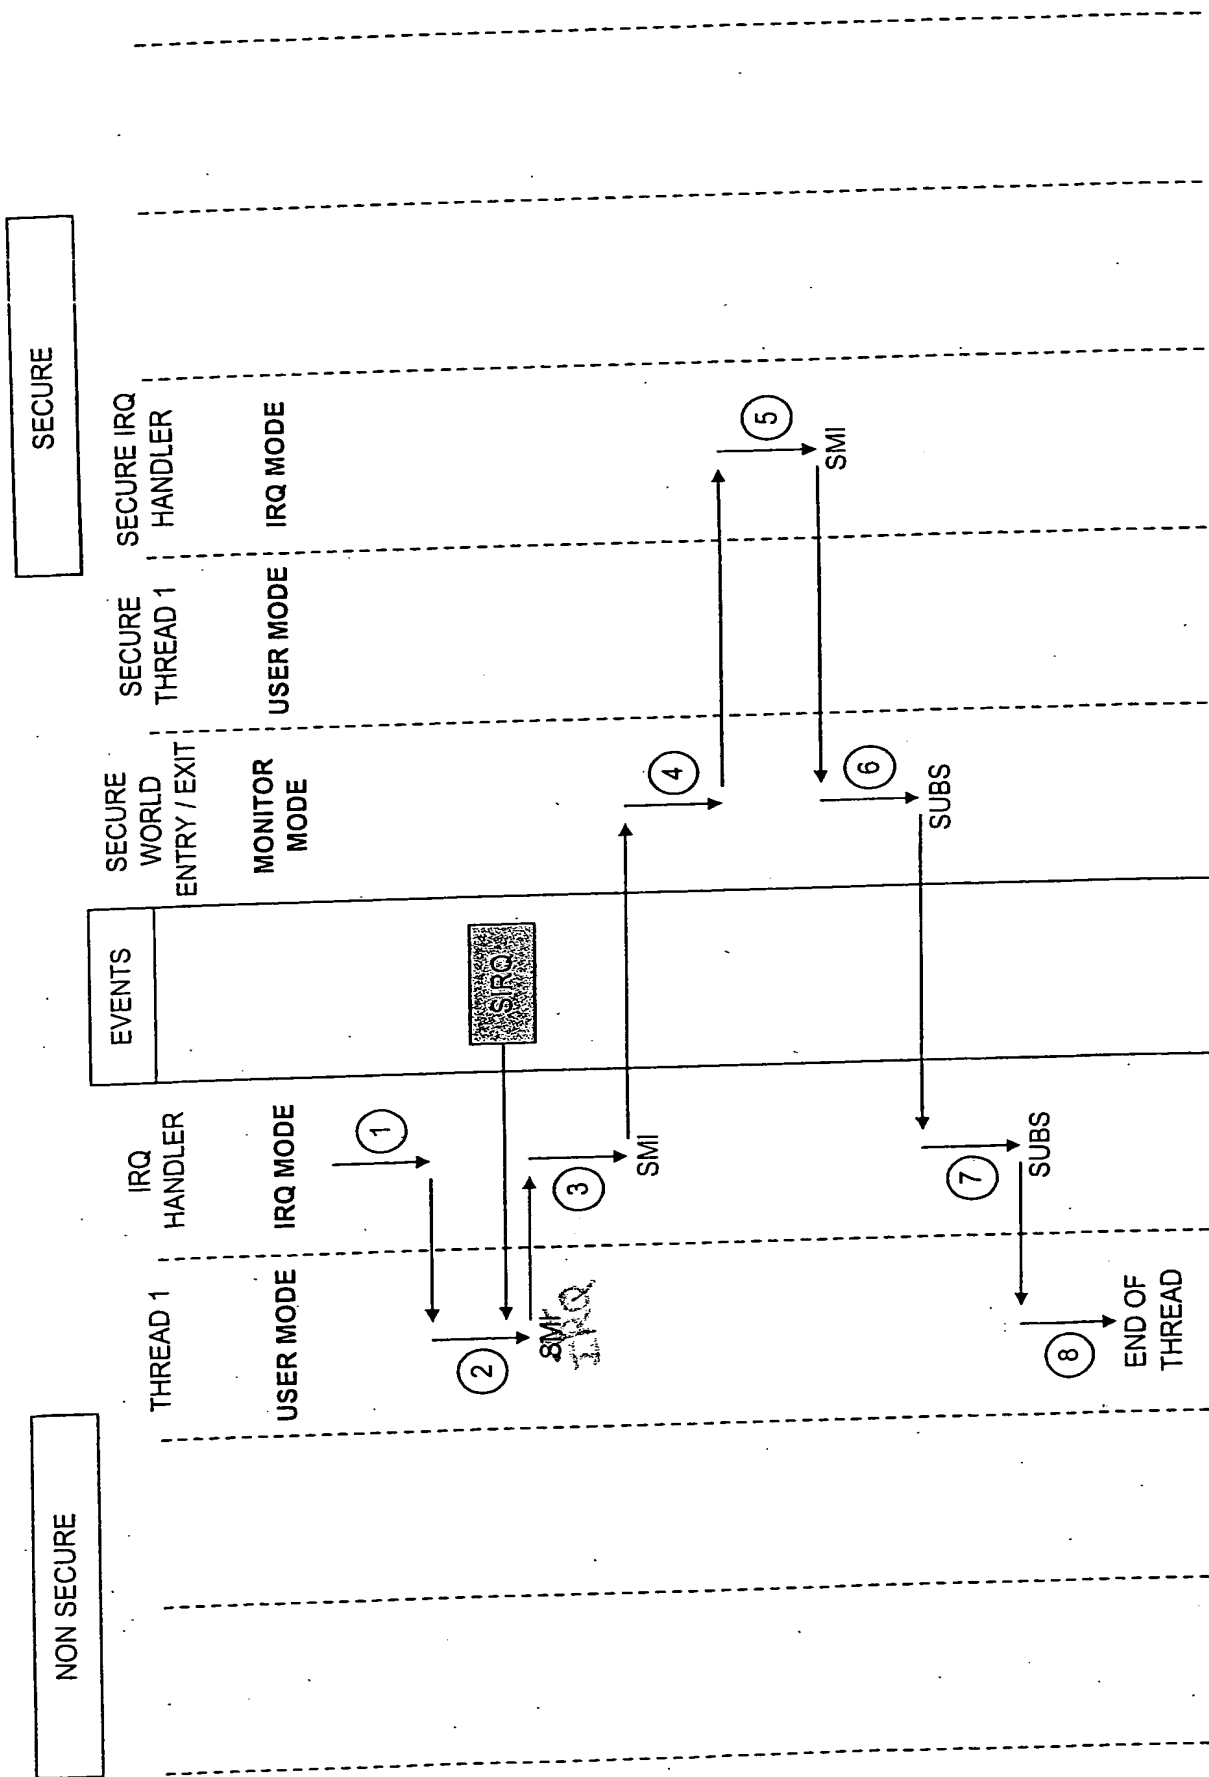 NON SECURE
EVENTS
SECURE
THREAD 1
IRQ
HANDLER
SECURE
WORLD
ENTRY / EXIT
SECURE
THREAD 1
SECURE IRQ
HANDLER
USER MODE
IRQ MODE
MONITOR
MODE
USER MODE
IRQ MODE
1
2
SIRQ
SMI
IRQ
3
SMI
4
5
SMI
6
SUBS
7
SUBS
8
END OF
THREAD